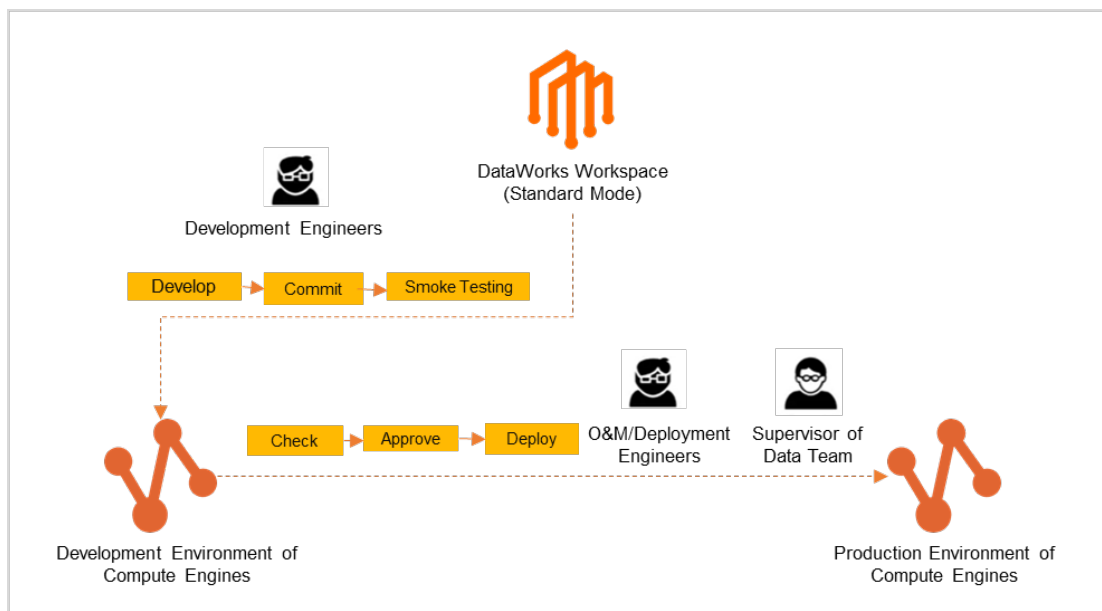 DataWorks Workspace
(Standard Mode)
Development Engineers
Develop
Commit
Smoke Testing
Check
Approve
Deploy
O&M/Deployment
Engineers
Supervisor of
Data Team
Development Environment of
Compute Engines
Production Environment of
Compute Engines